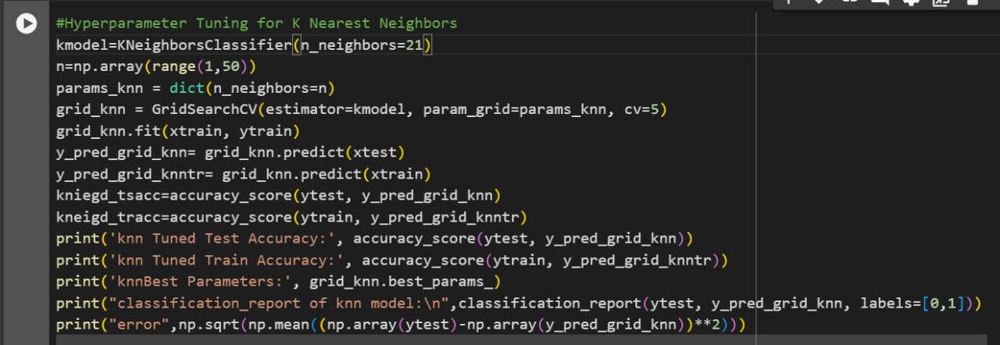 #Hyperparameter Tuning for K Nearest Neighbors
kmodel=KNeighborsClassifier(n_neighbors=21)
n=np.array(range(1,50))
params_knn = dict(n_neighbors=n)
grid_knn = GridSearchCV(estimator=kmodel, param_grid=params_knn, cv=5)
grid_knn.fit(xtrain, ytrain)
y_pred_grid_knn= grid_knn.predict(xtest)
y_pred_grid_knntr= grid_knn.predict(xtrain)
kniegd_tsacc=accuracy_score(ytest, y_pred_grid_knn)
kneigd_tracc=accuracy_score(ytrain, y_pred_grid_knntr)
print('knn Tuned Test Accuracy:', accuracy_score(ytest, y_pred_grid_knn))
print('knn Tuned Train Accuracy:', accuracy_score(ytrain, y_pred_grid_knntr))
print('knnBest Parameters:', grid_knn.best_params_)
print("classification_report of knn model:\n",classification_report(ytest, y_pred_grid_knn, labels=[0,1]))
print("error",np.sqrt(np.mean((np.array(ytest)-np.array(y_pred_grid_knn))**2)))